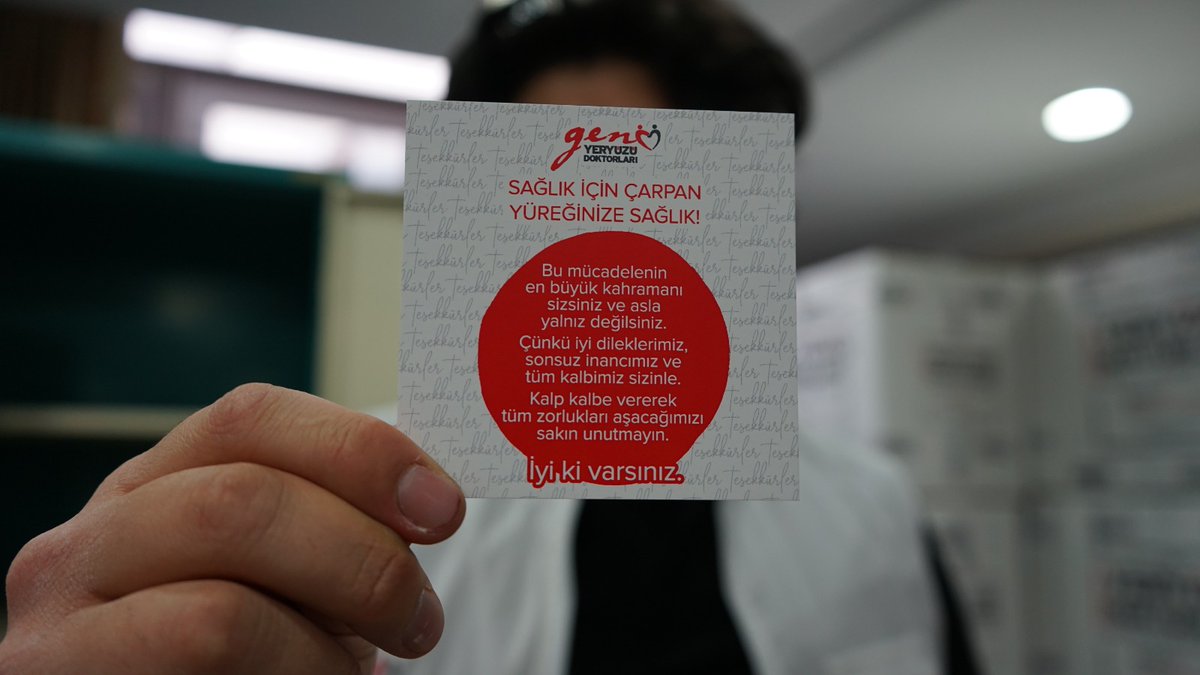 genç
YERYÜZÜ
DOKTORLARI
SAĞLIK İÇİN ÇARPAN
YÜREĞİNİZE SAĞLIK!
Bu mücadelenin
en büyük kahramanı
sizsiniz ve asla
yalnız değilsiniz.
Çünkü iyi dileklerimiz,
sonsuz inancımız ve
tüm kalbimiz sizinle.
Kalp kalbe vererek
tüm zorlukları aşacağımızı
sakın unutmayın.
İyi ki varsınız.
Teşekkürler